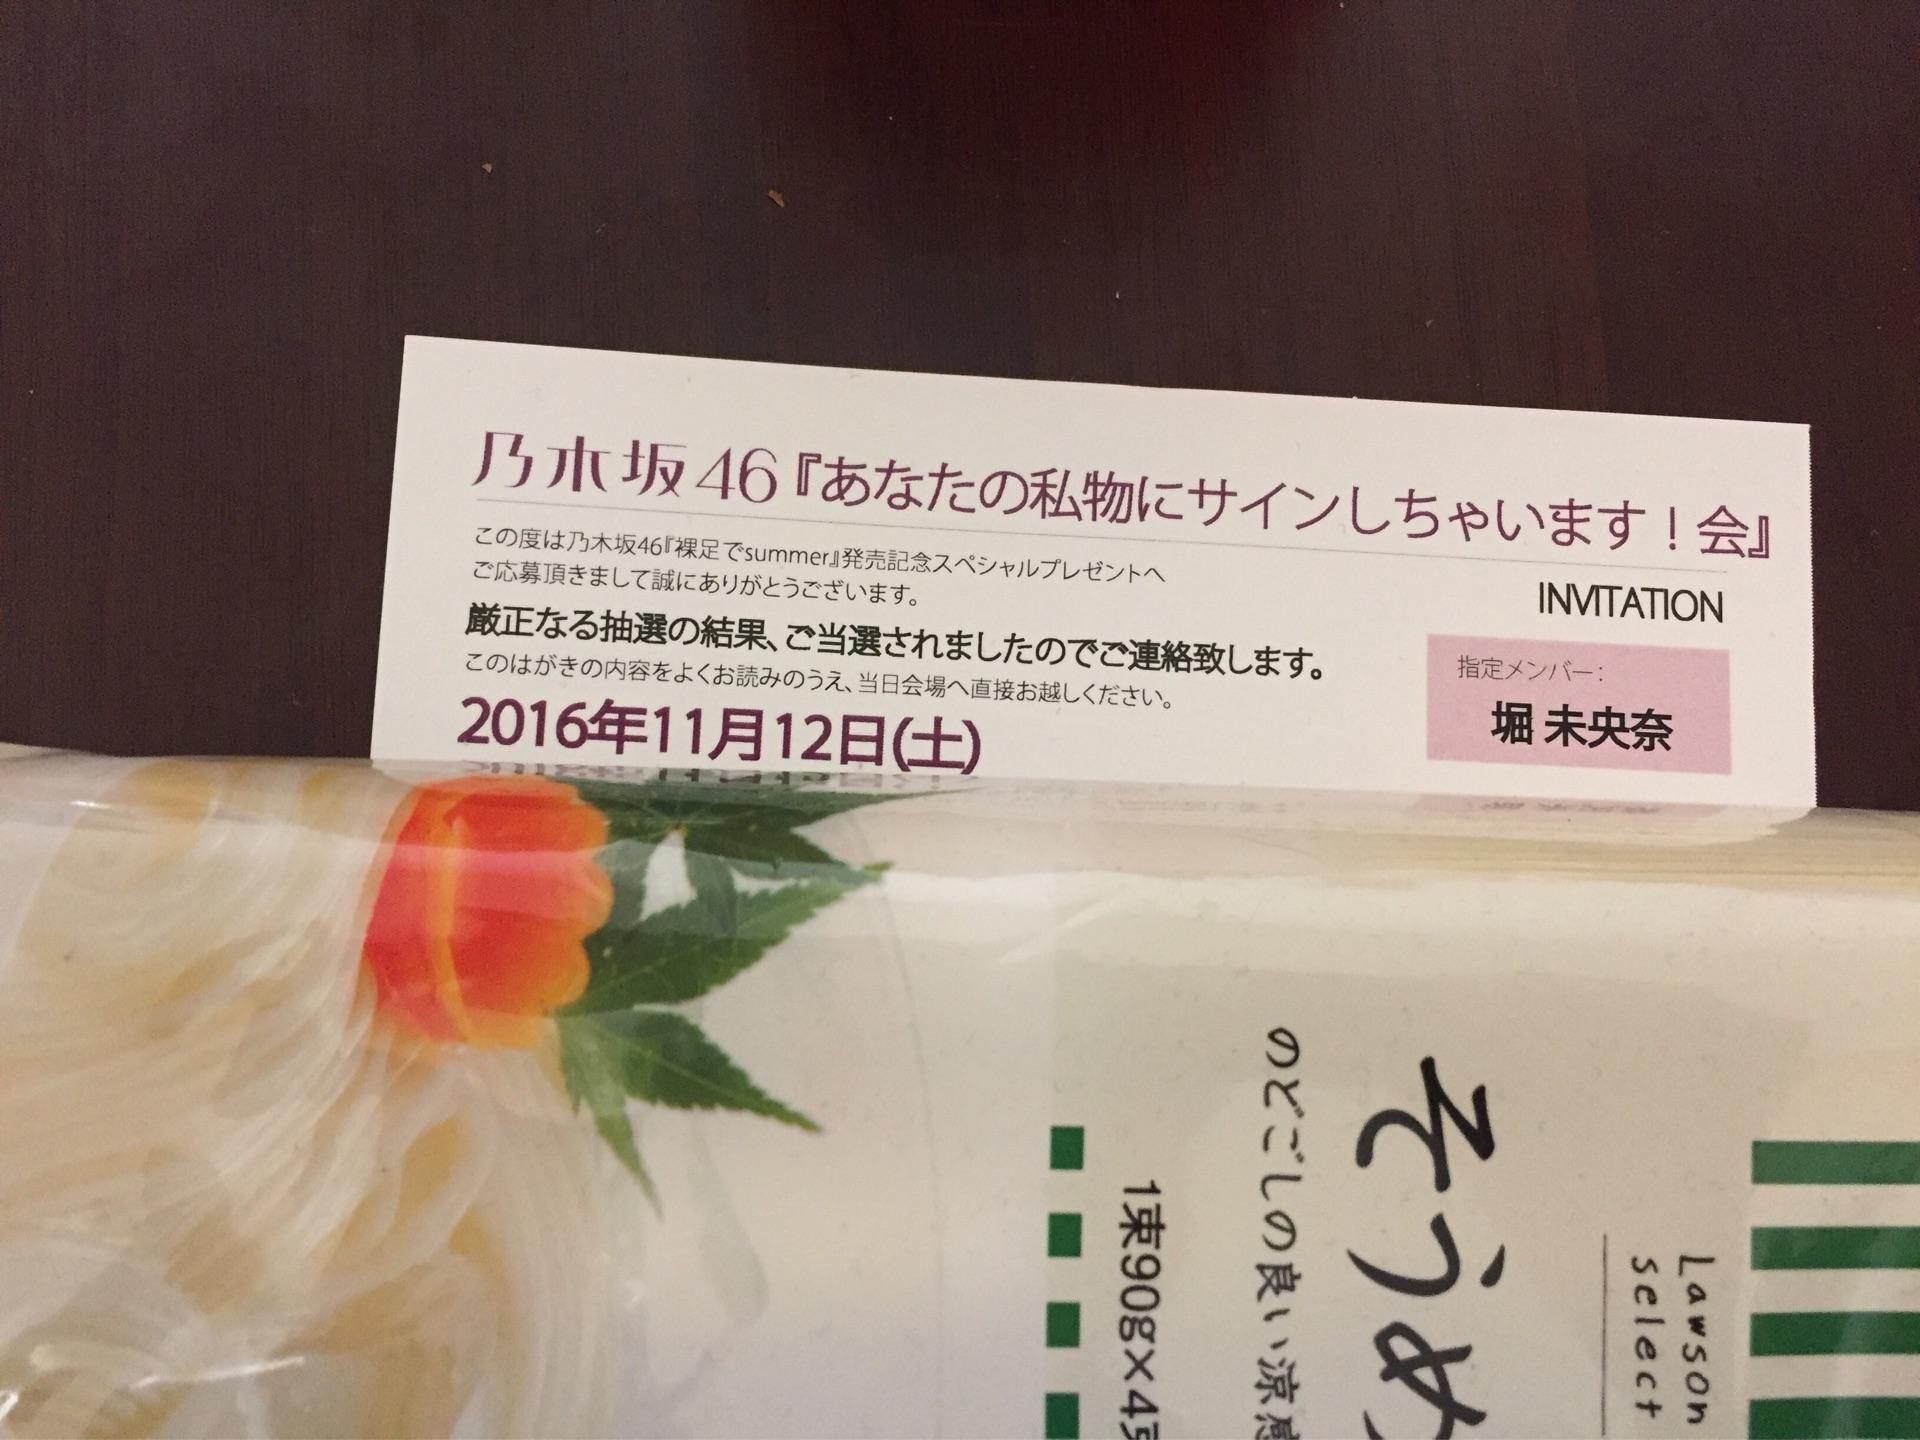 乃木坂46『あなたの私物にサインしちゃいます！会』
この度は乃木坂46『裸足でsummer』発売記念スペシャルプレゼントへ
ご応募頂きまして誠にありがとうございます。
厳正なる抽選の結果、ご当選されましたのでご連絡致します。
このはがきの内容をよくお読みのうえ、当日会場へ直接お越しください。
2016年11月12日(土)
INVITATION
指定メンバー：
堀 未央奈
Lawson
select
そうめ
のどごしの良い涼感
1束90g×4束